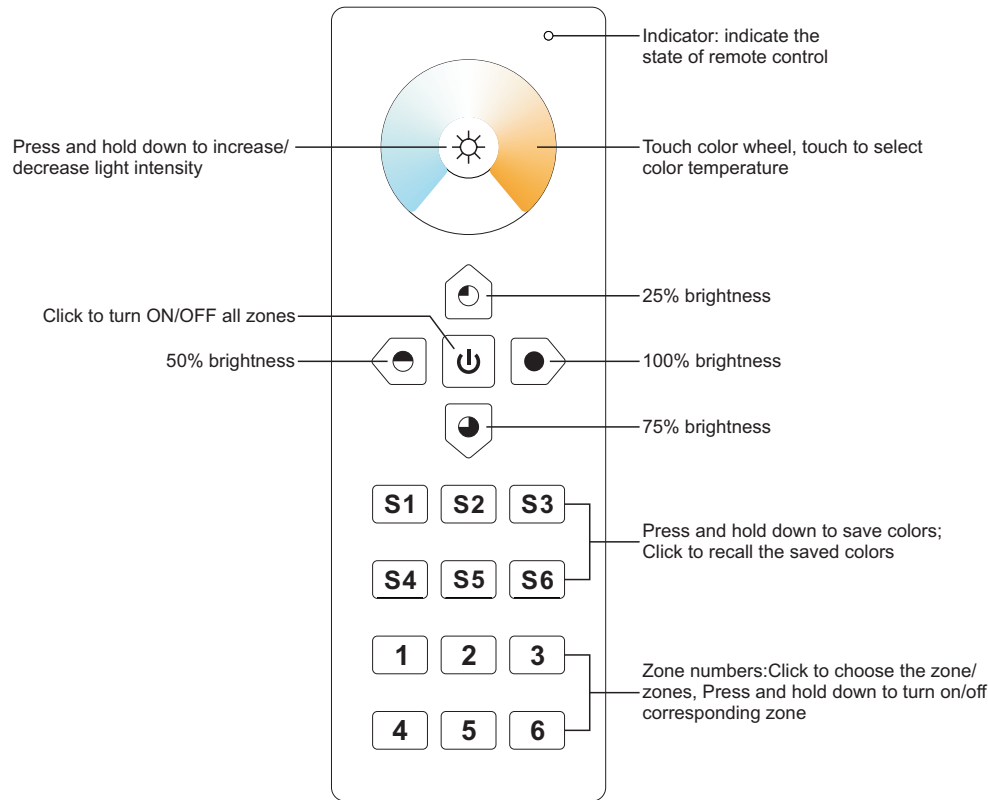 Indicator: indicate the
state of remote control
Press and hold down to increase/
decrease light intensity
Touch color wheel, touch to select
color temperature
25% brightness
Click to turn ON/OFF all zones
50% brightness
100% brightness
75% brightness
S1 S2 S3
Press and hold down to save colors;
Click to recall the saved colors
S4 S5 S6
1 2 3
Zone numbers:Click to choose the zone/
zones, Press and hold down to turn on/off
corresponding zone
4 5 6